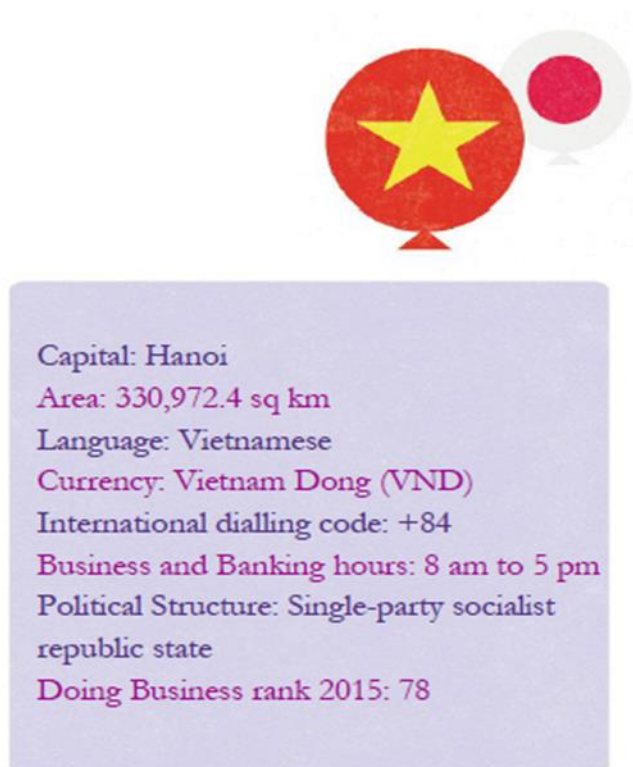 Capital: Hanoi
Area: 330,972.4 sq km
Language: Vietnamese
Currency: Vietnam Dong (VND)
International dialling code: +84
Business and Banking hours: 8 am to 5 pm
Political Structure: Single-party socialist
republic state
Doing Business rank 2015: 78